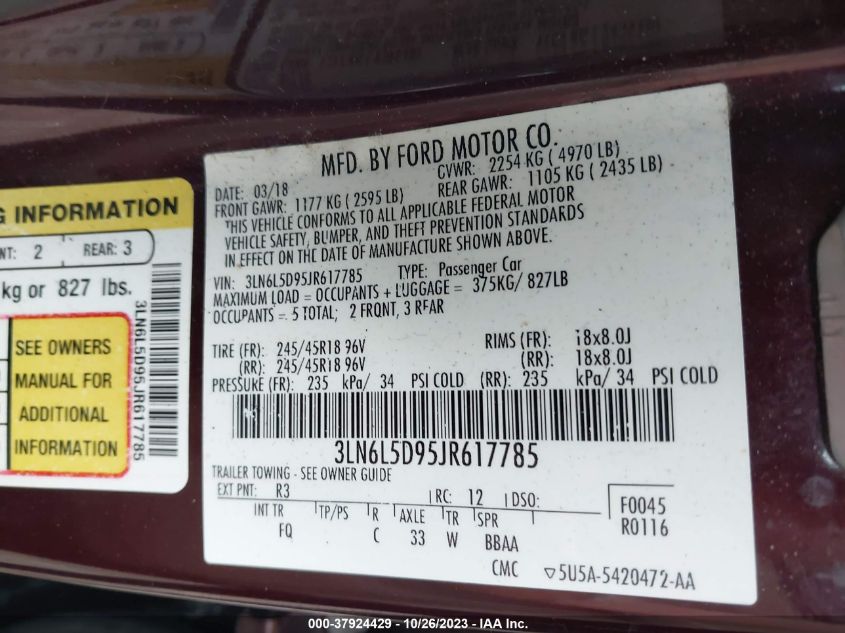 MFD. BY FORD MOTOR CO.
DATE: 03/18 GVWR: 2254 KG ( 4970 LB)
FRONT GAWR: 1177 KG ( 2595 LB) REAR GAWR: 1105 KG ( 2435 LB)
THIS VEHICLE CONFORMS TO ALL APPLICABLE FEDERAL MOTOR
VEHICLE SAFETY, BUMPER, AND THEFT PREVENTION STANDARDS
IN EFFECT ON THE DATE OF MANUFACTURE SHOWN ABOVE.
VIN: 3LN6L5D95JR617785 TYPE: Passenger Car
MAXIMUM LOAD = OCCUPANTS + LUGGAGE = 375KG/ 827LB
OCCUPANTS = 5 TOTAL; 2 FRONT, 3 REAR
TIRE (FR): 245/45R18 96V RIMS (FR): 18x8.0J
(RR): 245/45R18 96V (RR): 18x8.0J
PRESSURE (FR): 235 kPa/ 34 PSI COLD (RR): 235 kPa/ 34 PSI COLD
3LN6L5D95JR617785
TRAILER TOWING - SEE OWNER GUIDE
EXT PNT: R3 RC: 12 DSO: F0045
INT TR TP/PS R AXLE TR SPR R0116
FQ C 33 W BBAA
CMC ▽5U5A-5420472-AA
G INFORMATION
NT: 2 REAR: 3
kg or 827 lbs.
SEE OWNERS
MANUAL FOR
ADDITIONAL
INFORMATION
3LN6L5D95JR617785
000-37924429 - 10/26/2023 - IAA Inc.